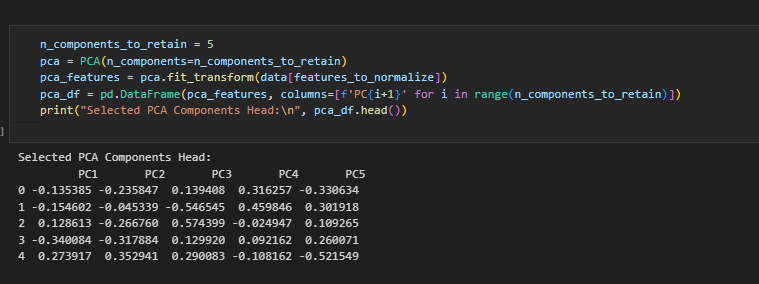 n_components_to_retain = 5
pca = PCA(n_components=n_components_to_retain)
pca_features = pca.fit_transform(data[features_to_normalize])
pca_df = pd.DataFrame(pca_features, columns=[f'PC{i+1}' for i in range(n_components_to_retain)])
print("Selected PCA Components Head:\n", pca_df.head())
]
Selected PCA Components Head:
PC1 PC2 PC3 PC4 PC5
0 -0.135385 -0.235847 0.139408 0.316257 -0.330634
1 -0.154602 -0.045339 -0.546545 0.459846 0.301918
2 0.128613 -0.266760 0.574399 -0.024947 0.109265
3 -0.340084 -0.317884 0.129920 0.092162 0.260071
4 0.273917 0.352941 0.290083 -0.108162 -0.521549